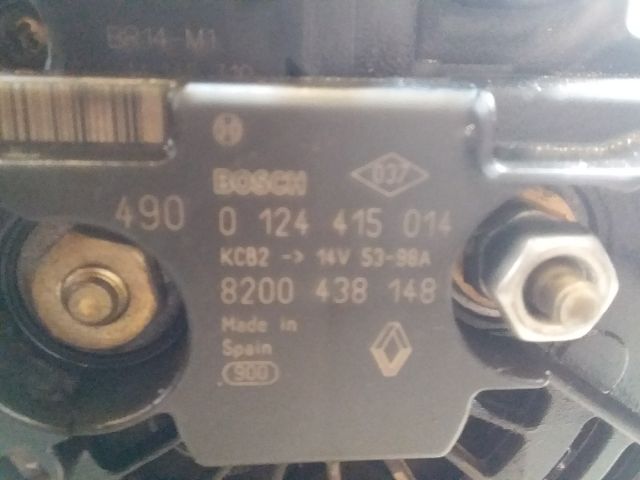 BR14-M1
BOSCH
037
490
0 124 415 014
KCB2 -> 14V 53-98A
8200 438 148
Made in
Spain
900